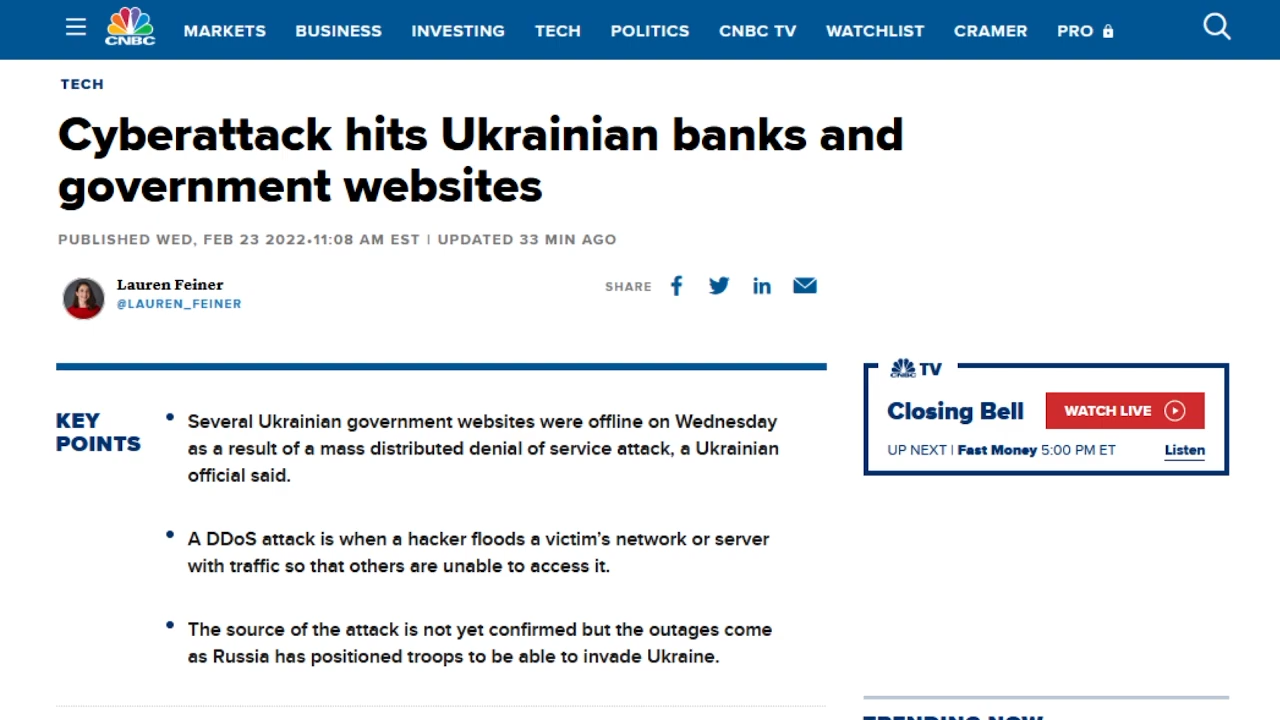 CNBC MARKETS BUSINESS INVESTING TECH POLITICS CNBC TV WATCHLIST CRAMER PRO
TECH
Cyberattack hits Ukrainian banks and
government websites
PUBLISHED WED, FEB 23 2022•11:08 AM EST | UPDATED 33 MIN AGO
Lauren Feiner
@LAUREN_FEINER
SHARE
KEY
POINTS
• Several Ukrainian government websites were offline on Wednesday
as a result of a mass distributed denial of service attack, a Ukrainian
official said.
• A DDoS attack is when a hacker floods a victim’s network or server
with traffic so that others are unable to access it.
• The source of the attack is not yet confirmed but the outages come
as Russia has positioned troops to be able to invade Ukraine.
CNBC TV
Closing Bell WATCH LIVE
UP NEXT | Fast Money 5:00 PM ET Listen
TRENDING NOW